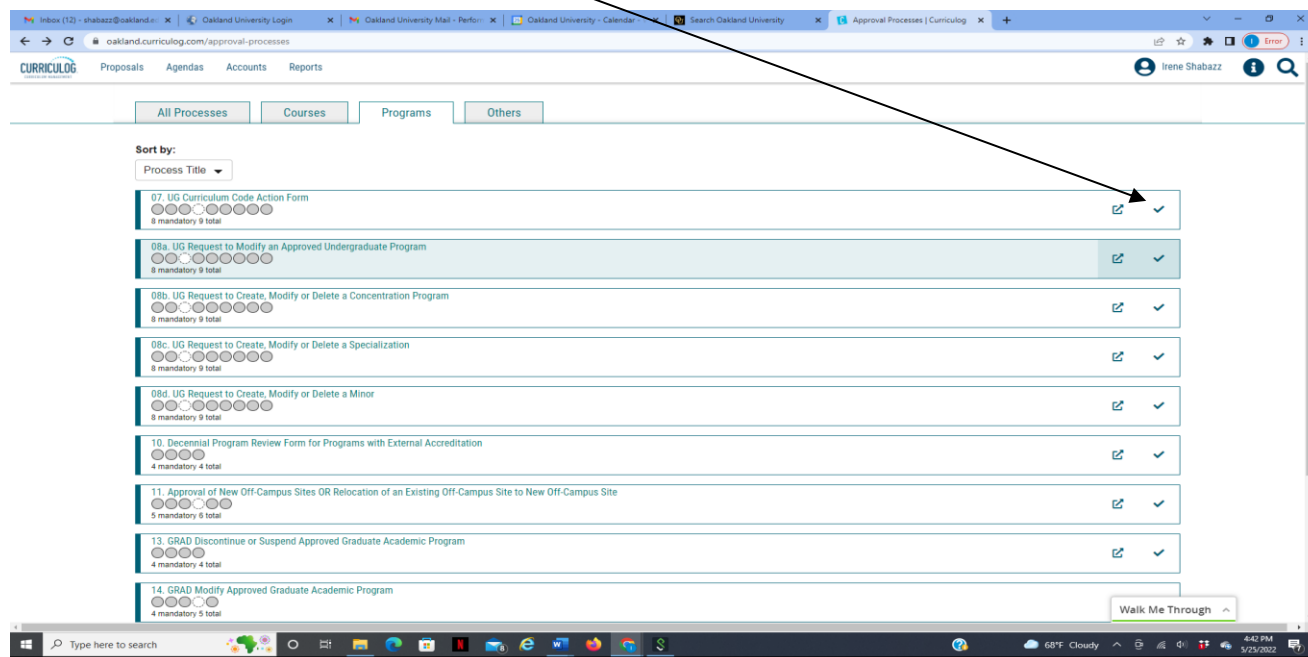 Inbox (12) - shabazz@oakland.e
Oakland University Login
Oakland University Mail - Perform
Oakland University - Calendar -
Search Oakland University
Approval Processes | Curriculog
oakland.curriculog.com/approval-processes
Error
CURRICULOG
Proposals Agendas Accounts Reports
Irene Shabazz
All Processes Courses Programs Others
Sort by:
Process Title
07. UG Curriculum Code Action Form
8 mandatory 9 total
08a. UG Request to Modify an Approved Undergraduate Program
8 mandatory 9 total
08b. UG Request to Create, Modify or Delete a Concentration Program
8 mandatory 9 total
08c. UG Request to Create, Modify or Delete a Specialization
8 mandatory 9 total
08d. UG Request to Create, Modify or Delete a Minor
8 mandatory 9 total
10. Decennial Program Review Form for Programs with External Accreditation
4 mandatory 4 total
11. Approval of New Off-Campus Sites OR Relocation of an Existing Off-Campus Site to New Off-Campus Site
5 mandatory 6 total
13. GRAD Discontinue or Suspend Approved Graduate Academic Program
4 mandatory 4 total
14. GRAD Modify Approved Graduate Academic Program
4 mandatory 5 total
Walk Me Through
Type here to search
68°F Cloudy
4:42 PM
5/25/2022